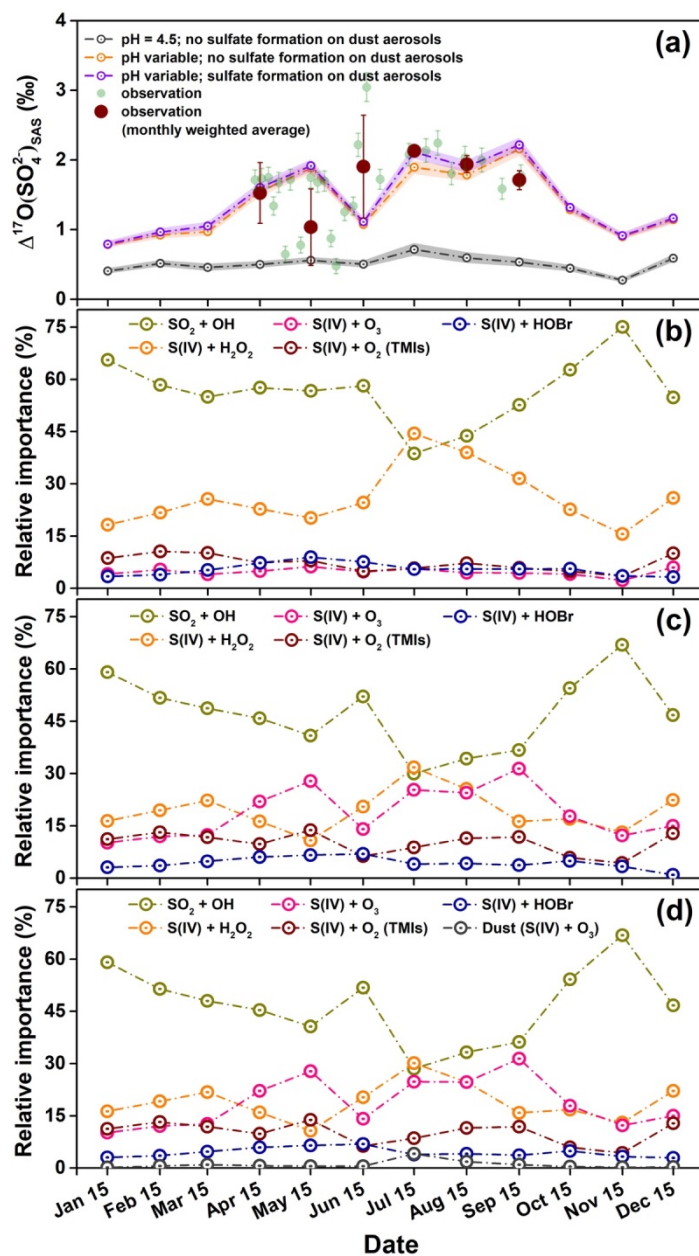 (a)
pH = 4.5; no sulfate formation on dust aerosols
pH variable; no sulfate formation on dust aerosols
pH variable; sulfate formation on dust aerosols
observation
observation
(monthly weighted average)
Δ¹⁷O(SO₄²⁻)SAS (‰)
4
3
2
1
0
(b)
SO₂ + OH S(IV) + O₃ S(IV) + HOBr
S(IV) + H₂O₂ S(IV) + O₂ (TMIs)
Relative importance (%)
75
60
45
30
15
0
(c)
SO₂ + OH S(IV) + O₃ S(IV) + HOBr
S(IV) + H₂O₂ S(IV) + O₂ (TMIs)
Relative importance (%)
75
60
45
30
15
0
(d)
SO₂ + OH S(IV) + O₃ S(IV) + HOBr
S(IV) + H₂O₂ S(IV) + O₂ (TMIs) Dust (S(IV) + O₃)
Relative importance (%)
75
60
45
30
15
0
Jan 15 Feb 15 Mar 15 Apr 15 May 15 Jun 15 Jul 15 Aug 15 Sep 15 Oct 15 Nov 15 Dec 15
Date